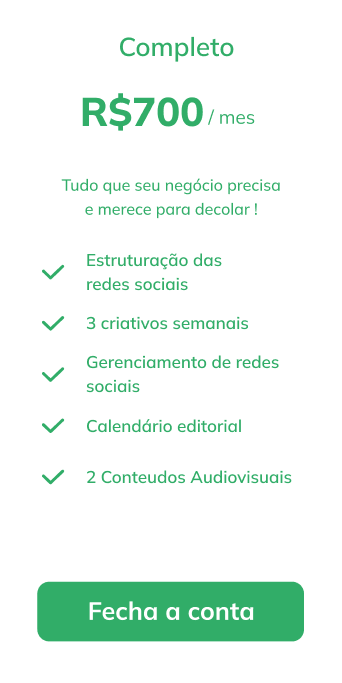 Completo
R$700 / mes
Tudo que seu negócio precisa
e merece para decolar !
Estruturação das
redes sociais
3 criativos semanais
Gerenciamento de redes
sociais
Calendário editorial
2 Conteudos Audiovisuais
Fecha a conta